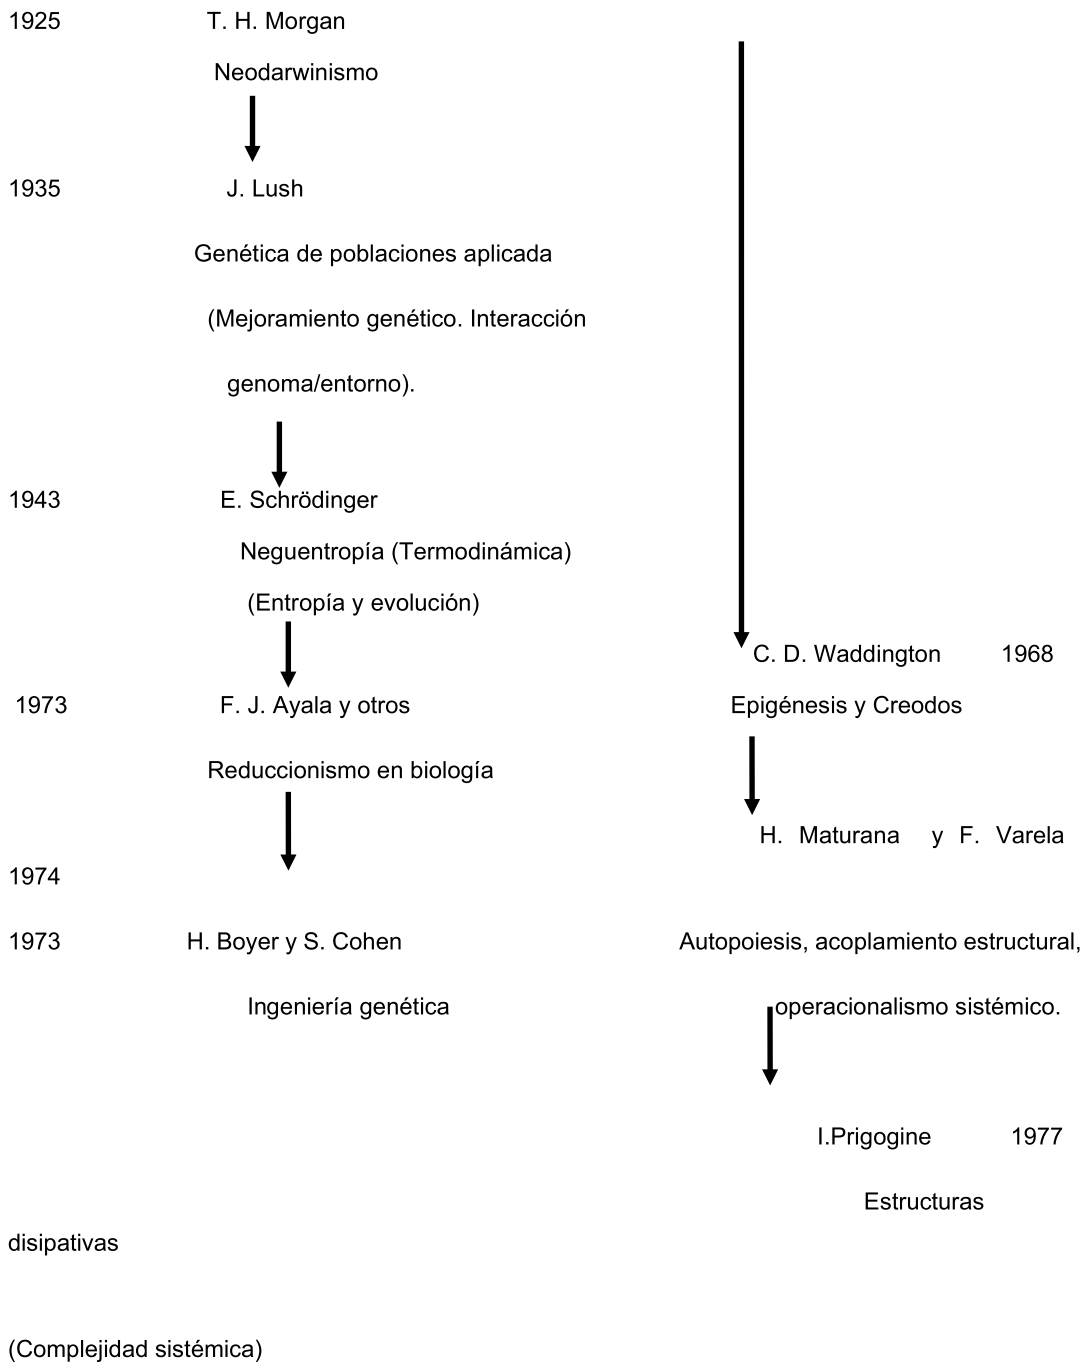 1925 T. H. Morgan
Neodarwinismo
1935 J. Lush
Genética de poblaciones aplicada
(Mejoramiento genético. Interacción
genoma/entorno).
1943 E. Schrödinger
Neguentropía (Termodinámica)
(Entropía y evolución)
C. D. Waddington 1968
1973 F. J. Ayala y otros Epigénesis y Creodos
Reduccionismo en biología
H. Maturana y F. Varela
1974
1973 H. Boyer y S. Cohen Autopoiesis, acoplamiento estructural,
Ingeniería genética operacionalismo sistémico.
I.Prigogine 1977
Estructuras
disipativas
(Complejidad sistémica)